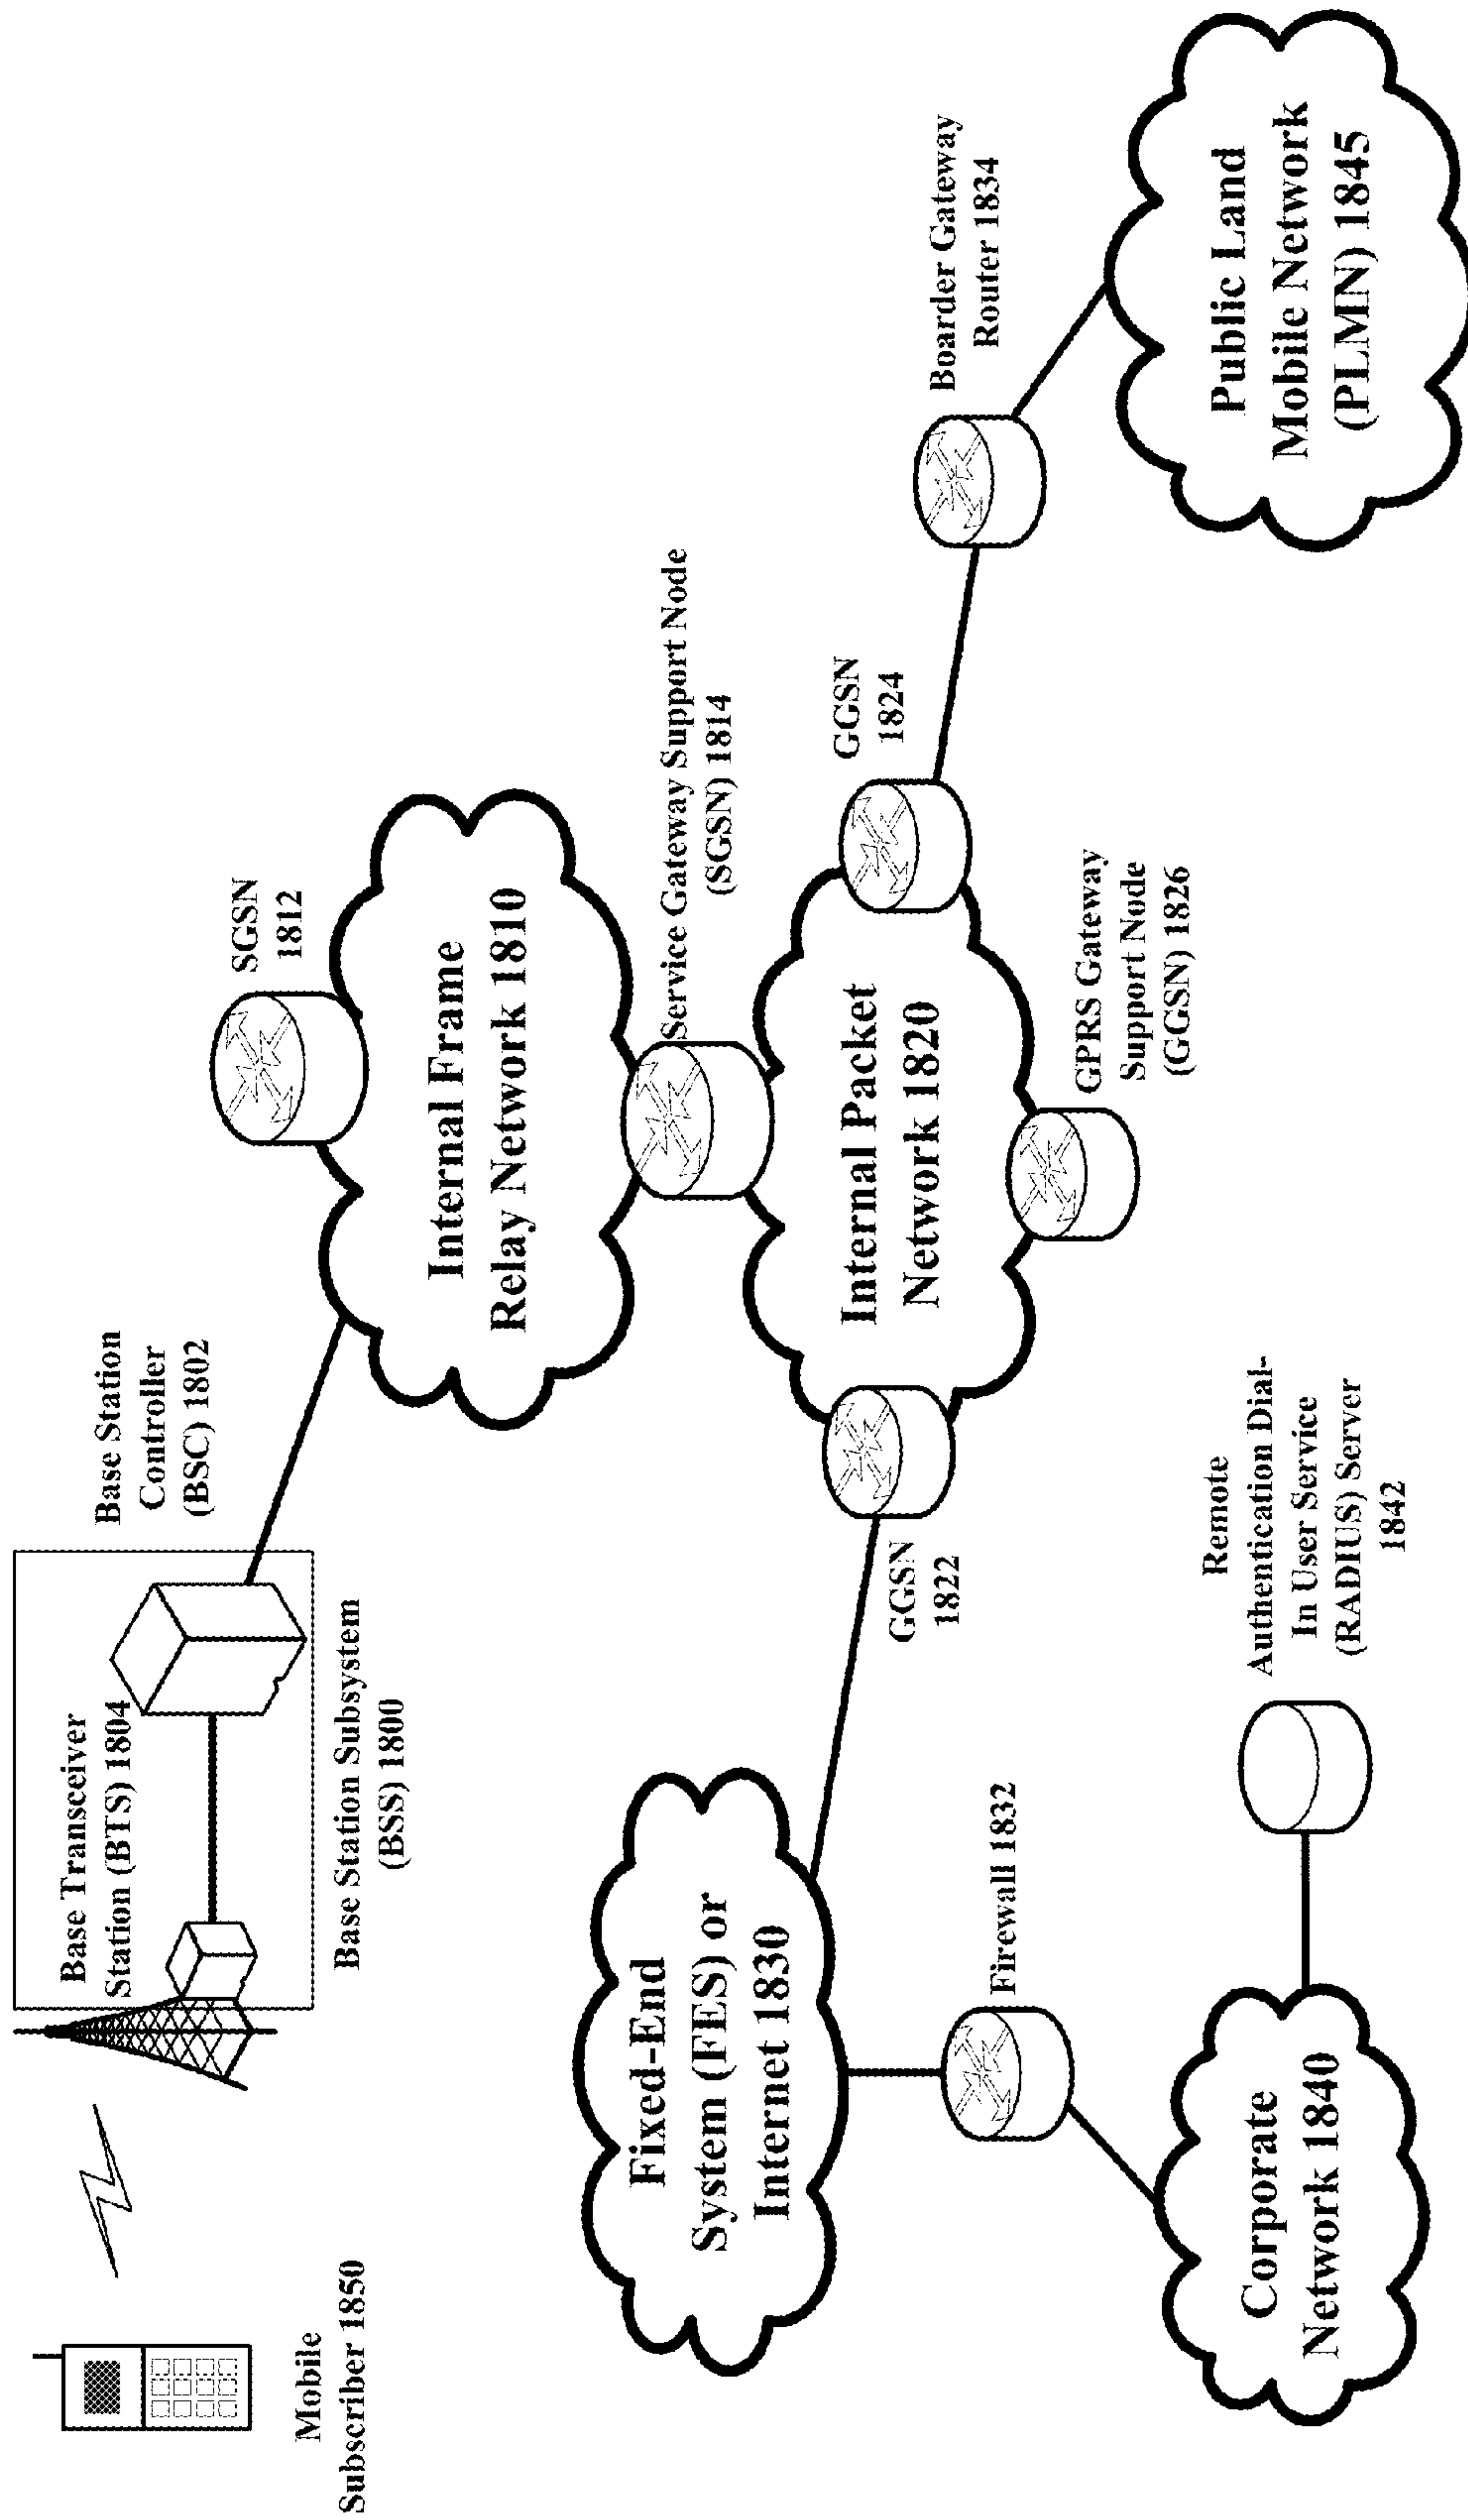 Mobile
Subscriber 1850
Base Transceiver
Station (BTS) 1804
Base Station Subsystem
(BSS) 1800
Base Station
Controller
(BSC) 1802
SGSN
1812
Internal Frame
Relay Network 1810
Service Gateway Support Node
(SGSN) 1814
Fixed-End
System (FES) or
Internet 1830
GGSN
1822
Internal Packet
Network 1820
GGSN
1824
GPRS Gateway
Support Node
(GGSN) 1826
Boarder Gateway
Router 1834
Firewall 1832
Corporate
Network 1840
Remote
Authentication Dial-
In User Service
(RADIUS) Server
1842
Public Land
Mobile Network
(PLMN) 1845